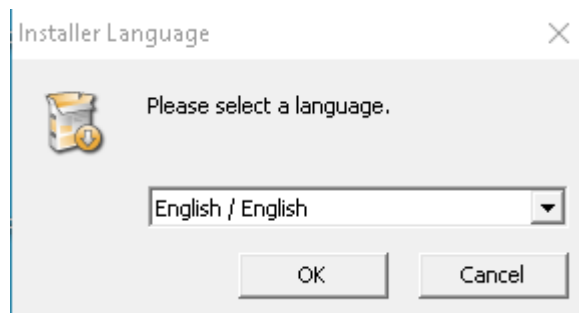 Installer Language
Please select a language.
English / English
OK
Cancel